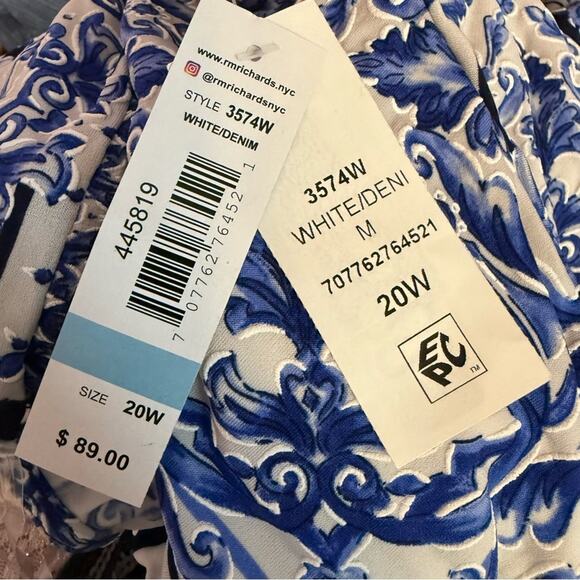 www.rmrichards.nyc
@rmrichardsnyc
STYLE 3574W
WHITE/DENIM
445819
7 07762 76452 1
SIZE 20W
$ 89.00
3574W
WHITE/DENI
M
707762764521
20W
EPC
TM